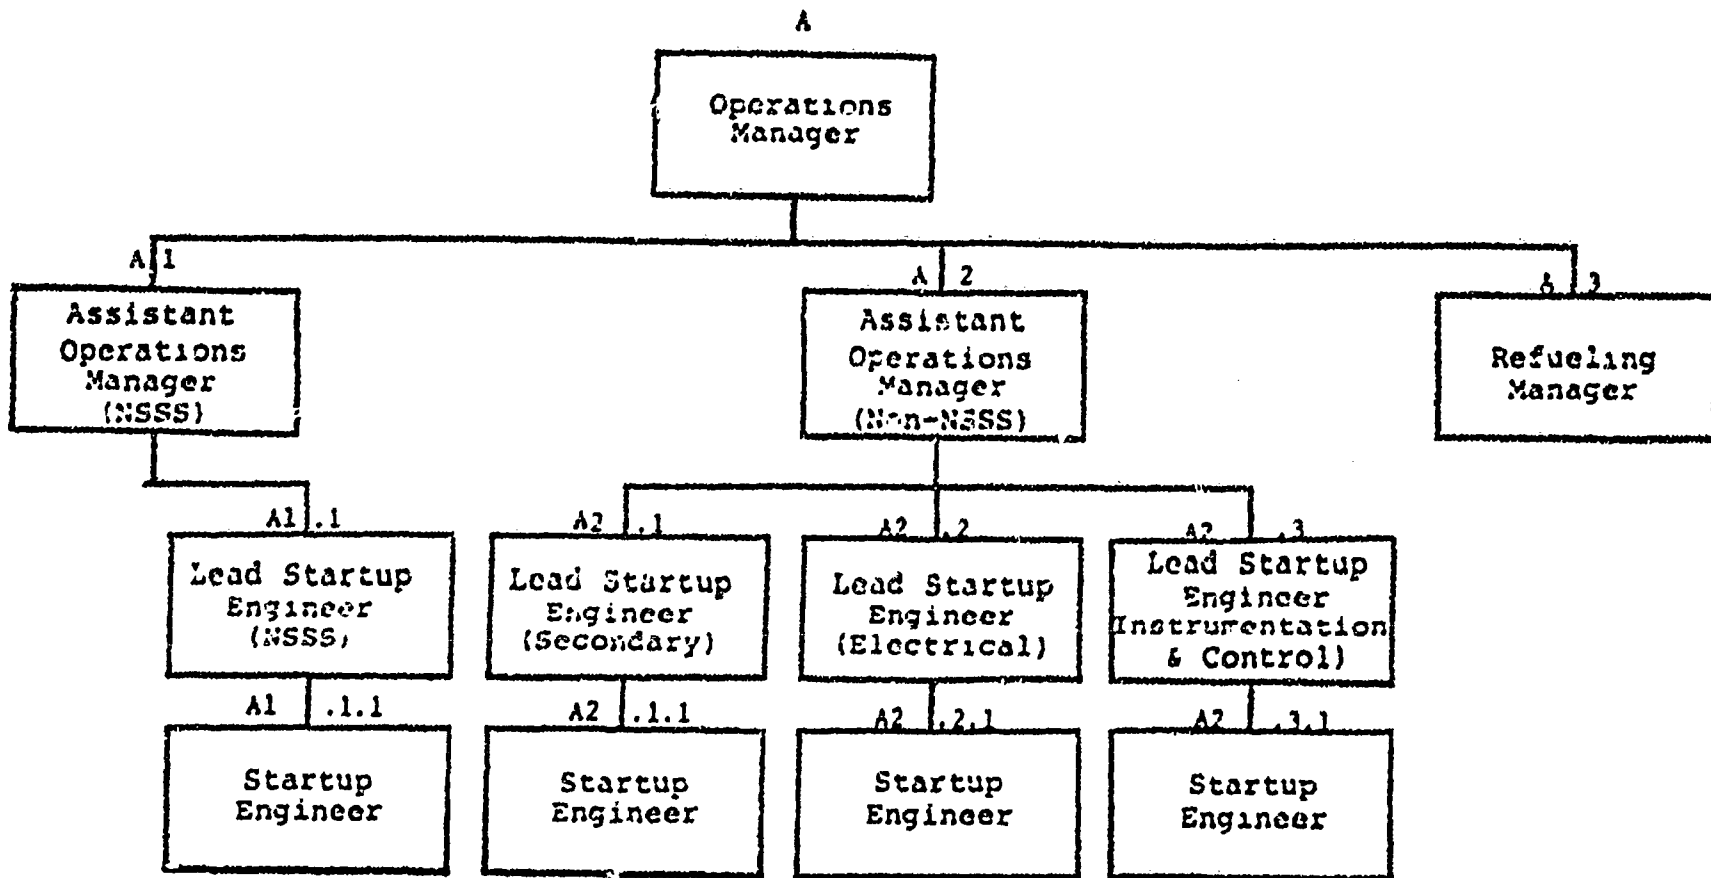 A
Operations
Manager
A 1
Assistant
Operations
Manager
(NSSS)
A 2
Assistant
Operations
Manager
(Non-NSSS)
A 3
Refueling
Manager
A1 .1
Lead Startup
Engineer
(NSSS)
A2 .1
Lead Startup
Engineer
(Secondary)
A2 .2
Lead Startup
Engineer
(Electrical)
A2 .3
Lead Startup
Engineer
Instrumentation
& Control)
A1 .1.1
Startup
Engineer
A2 .1.1
Startup
Engineer
A2 .2.1
Startup
Engineer
A2 .3.1
Startup
Engineer